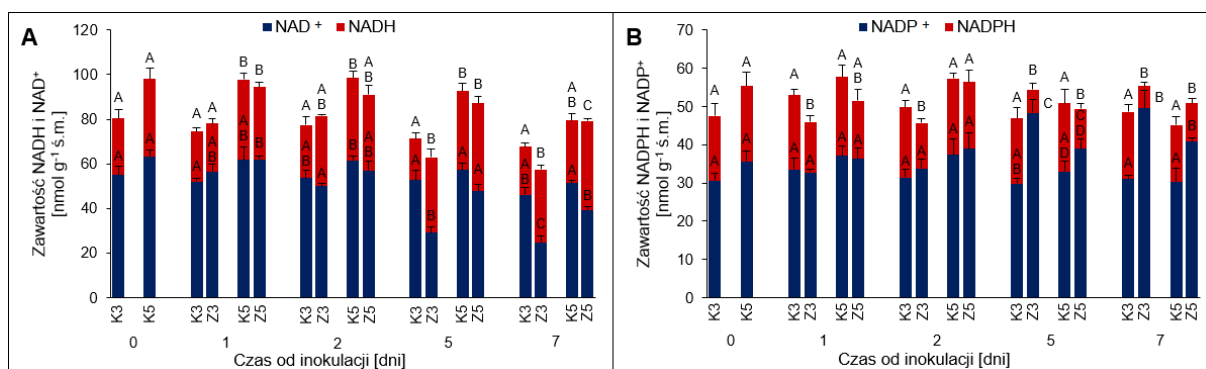 A
NAD + NADH
Zawartość NADH i NAD+
[nmol g-1 ś.m.]
120
100
80
60
40
20
0
A A A A B B A A B B A B B B A B A B C
A A A B A B A B A B A A B A B A B A B A A B C A B
K3 K5 K3 Z3 K5 Z5 K3 Z3 K5 Z5 K3 Z3 K5 Z5 K3 Z3 K5 Z5
0 1 2 5 7
Czas od inokulacji [dni]
B
NADP + NADPH
Zawartość NADPH i NADP+
[nmol g-1 ś.m.]
70
60
50
40
30
20
10
0
A A A B A A B A B A A A B A C D A B A B
A A A A A A A A A A A B C A D B A B A B
K3 K5 K3 Z3 K5 Z5 K3 Z3 K5 Z5 K3 Z3 K5 Z5 K3 Z3 K5 Z5
0 1 2 5 7
Czas od inokulacji [dni]